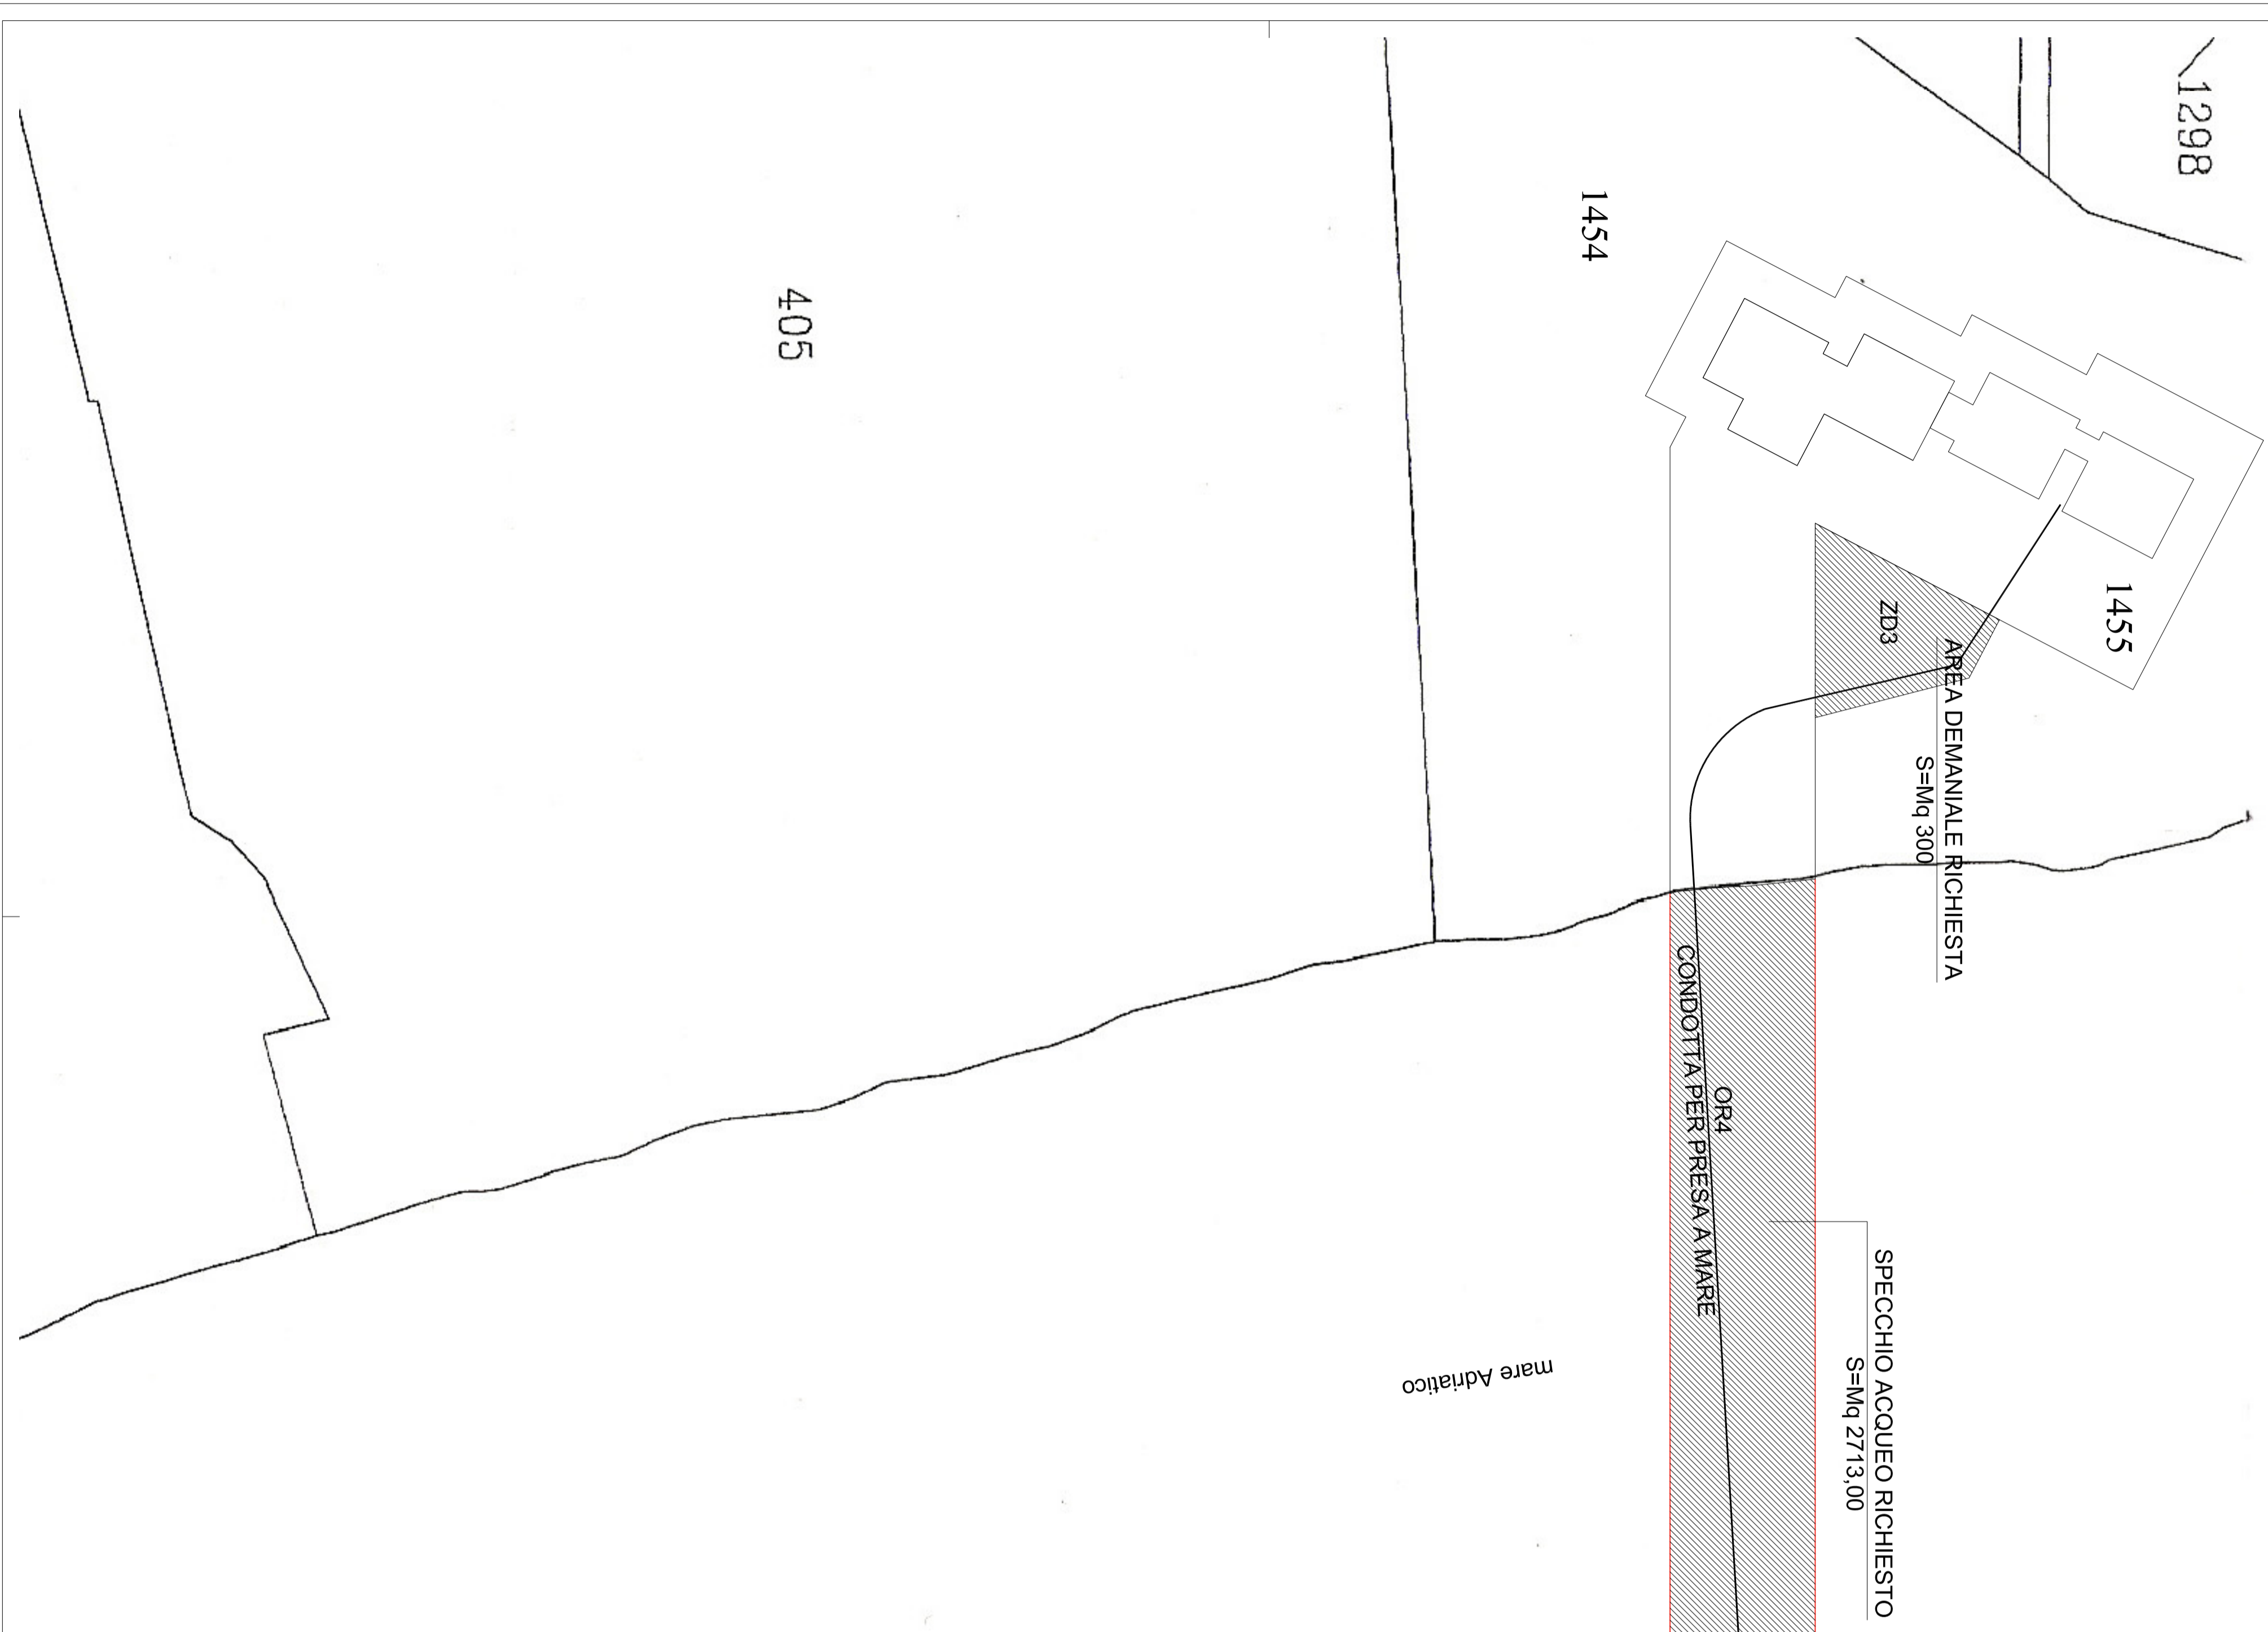 1298
1454
405
1455
ZD3
AREA DEMANIALE RICHIESTA
S=Mq 300
OR4
CONDOTTA PER PRESA A MARE
SPECCHIO ACQUEO RICHIESTO
S=Mq 2713,00
mare Adriatico